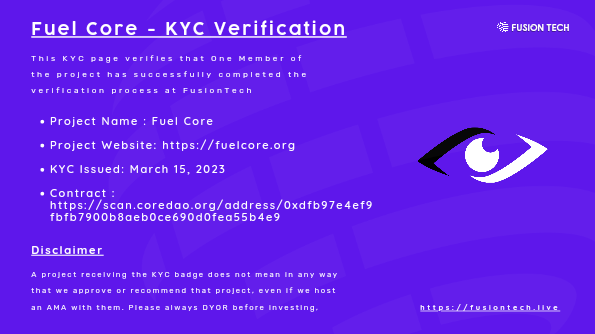 Fuel Core - KYC Verification
FUSION TECH
This KYC page verifies that One Member of
the project has successfully completed the
verification process at FusionTech
• Project Name : Fuel Core
• Project Website: https://fuelcore.org
• KYC Issued: March 15, 2023
• Contract :
https://scan.coredao.org/address/0xdfb97e4ef9
fbfb7900b8aeb0ce690d0fea55b4e9
Disclaimer
A project receiving the KYC badge does not mean in any way
that we approve or recommend that project, even if we host
an AMA with them. Please always DYOR before investing.
https://fusiontech.live